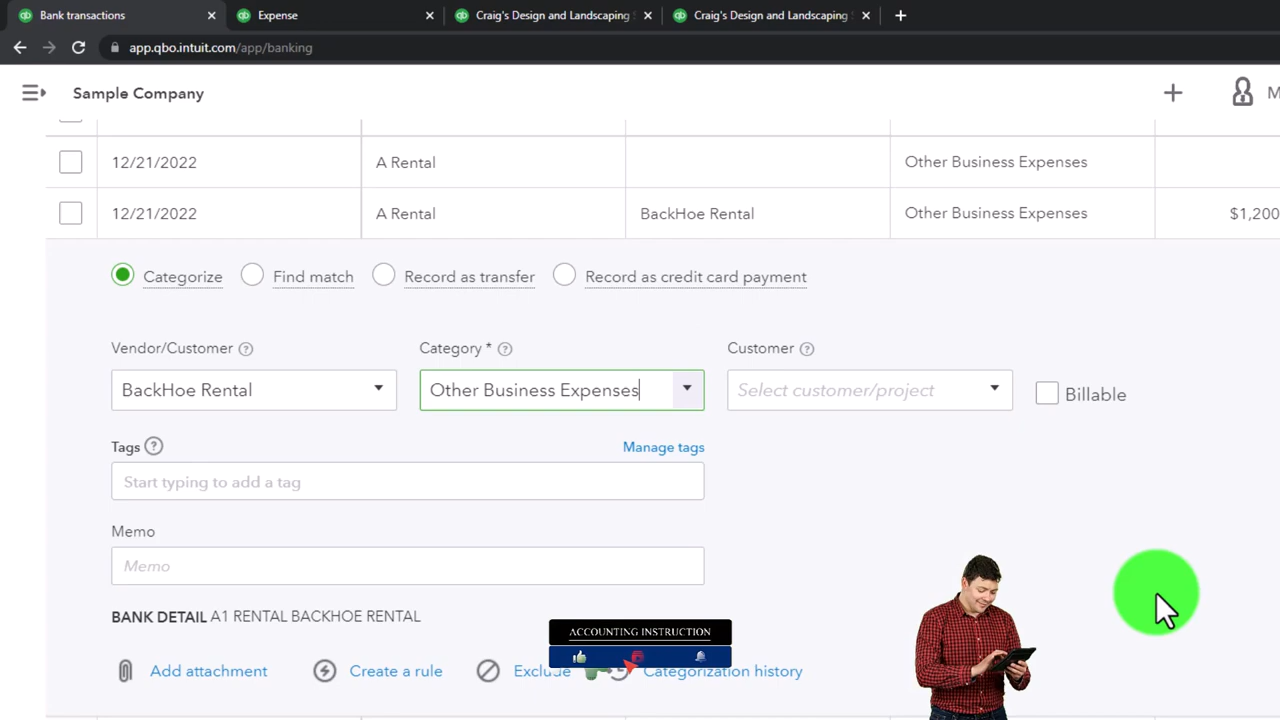 Bank transactions
Expense
Craig's Design and Landscaping S
Craig's Design and Landscaping S
app.qbo.intuit.com/app/banking
Sample Company
M
12/21/2022 A Rental Other Business Expenses
12/21/2022 A Rental BackHoe Rental Other Business Expenses $1,200
Categorize Find match Record as transfer Record as credit card payment
Vendor/Customer Category * Customer
BackHoe Rental Other Business Expenses Select customer/project Billable
Tags Manage tags
Start typing to add a tag
Memo
Memo
BANK DETAIL A1 RENTAL BACKHOE RENTAL
ACCOUNTING INSTRUCTION
Add attachment Create a rule Exclude Categorization history